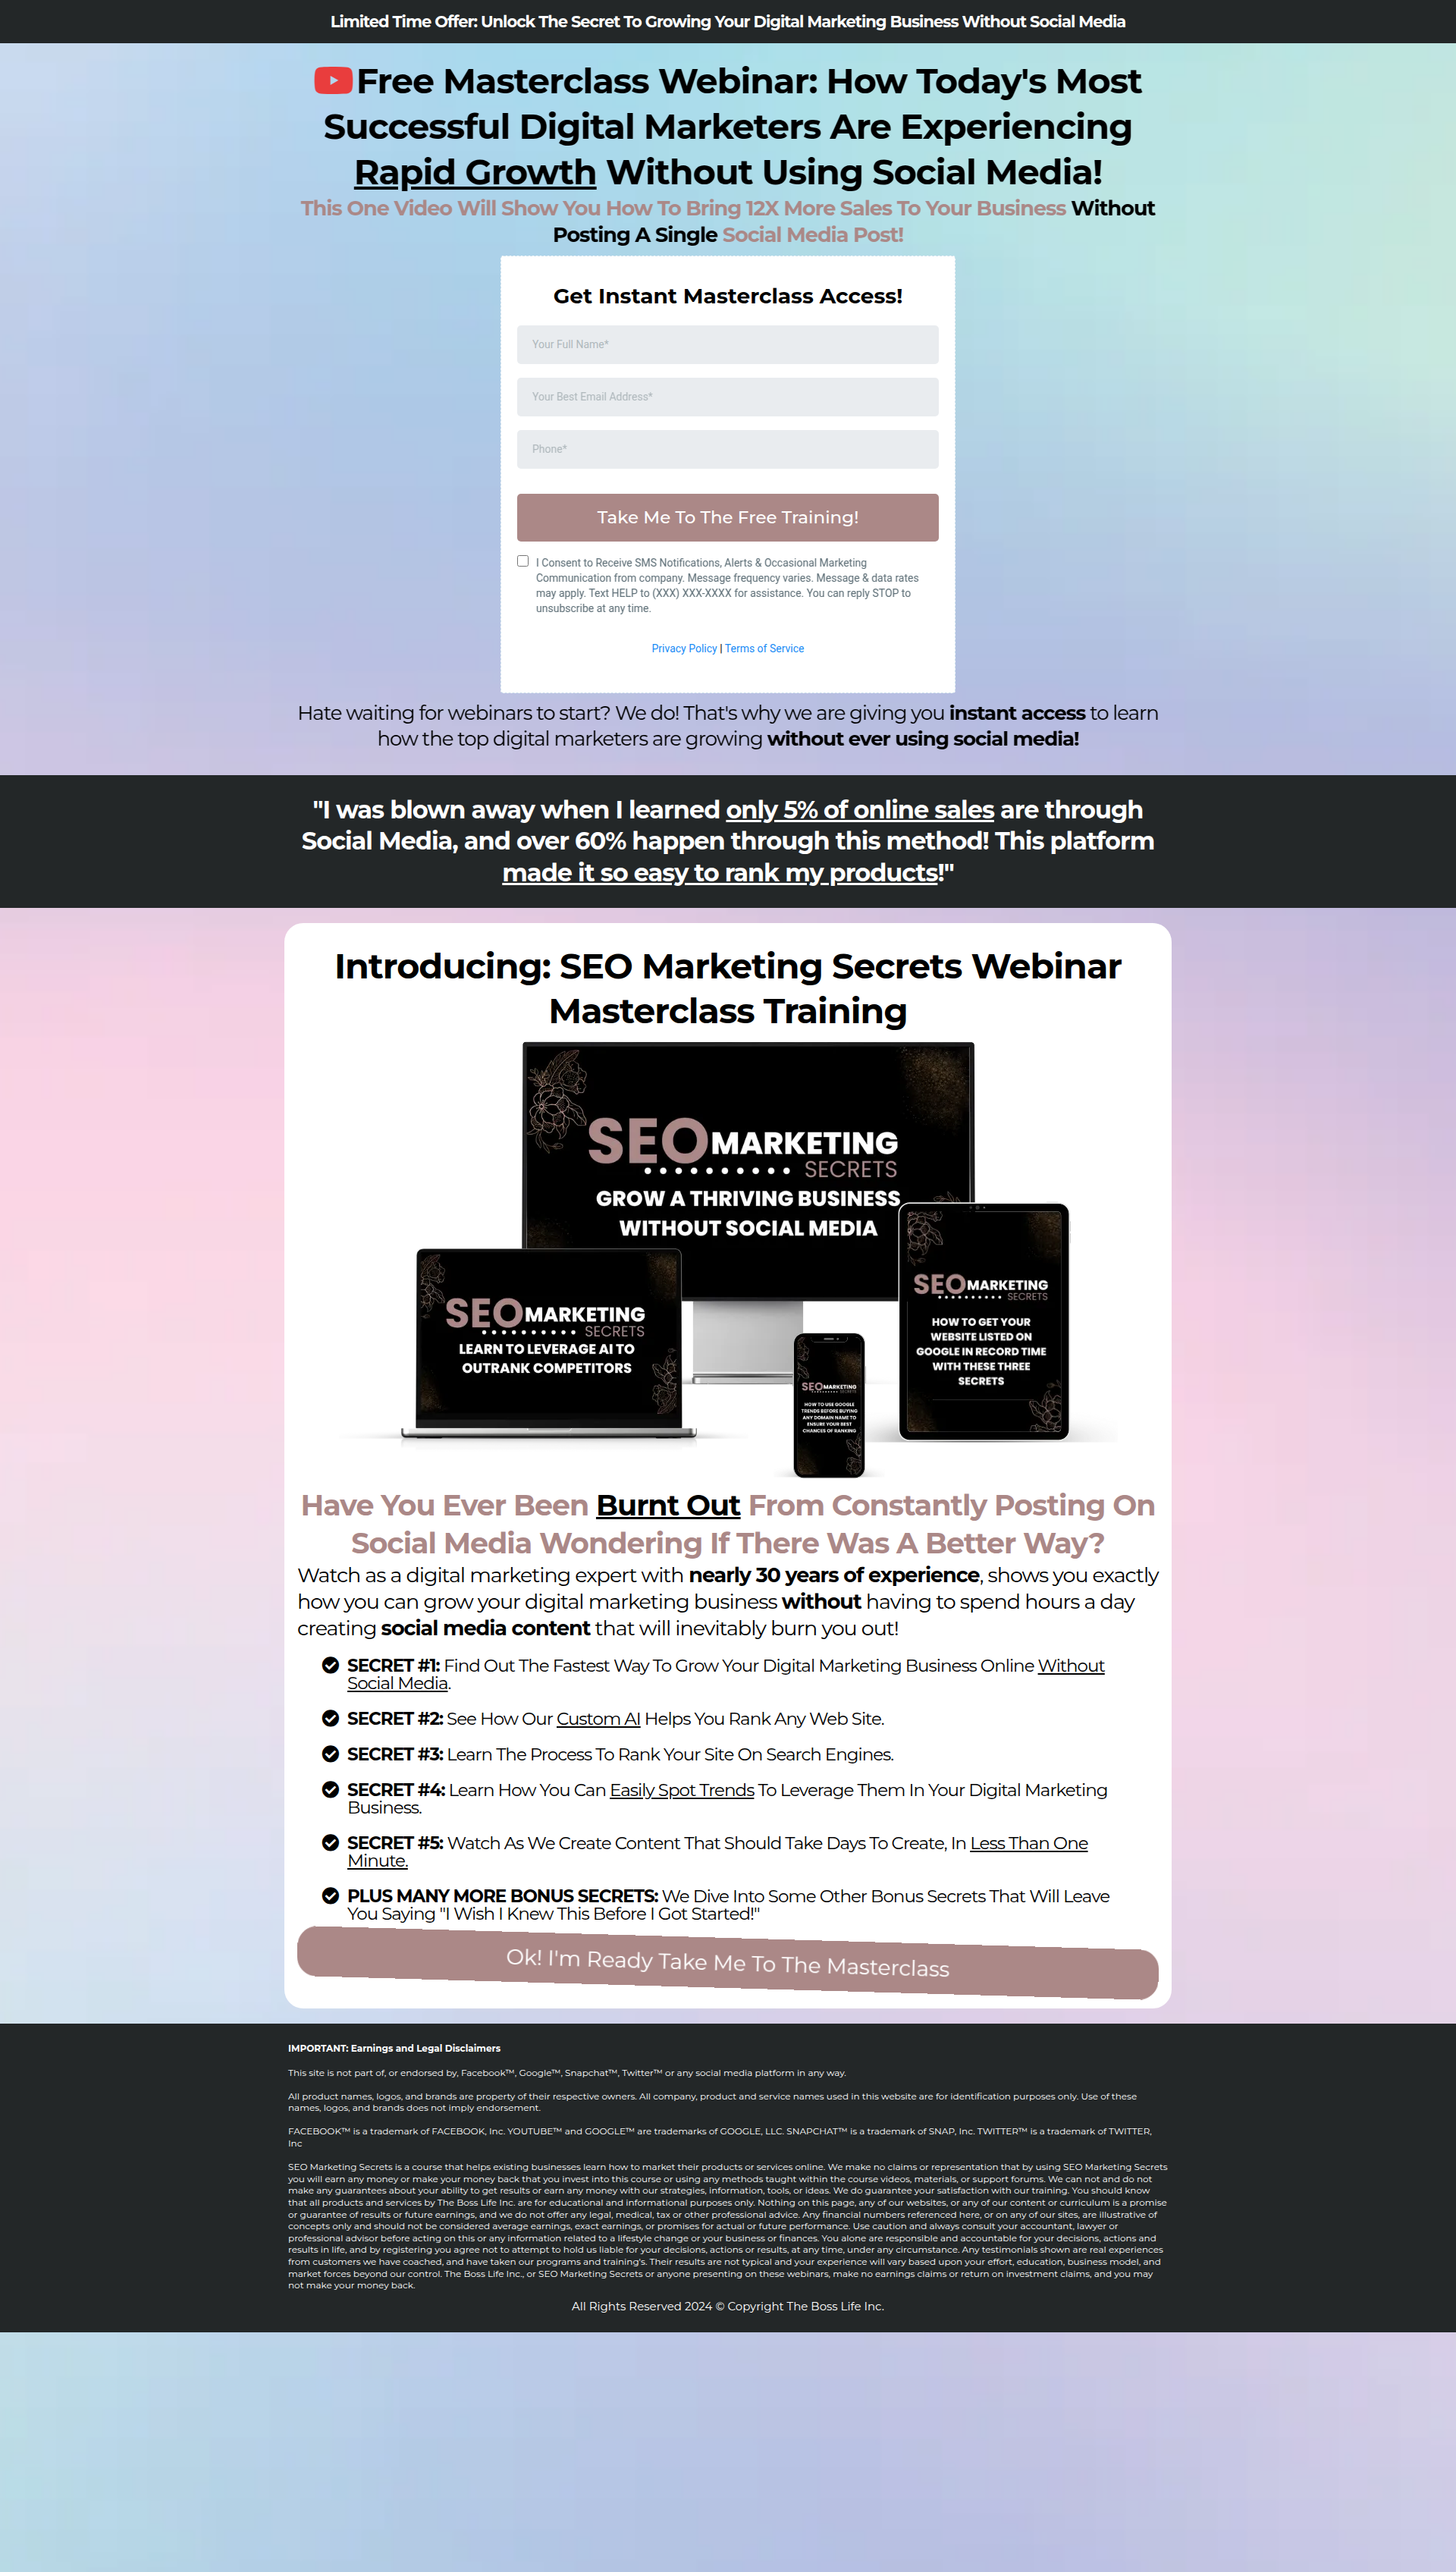 Limited Time Offer: Unlock The Secret To Growing Your Digital Marketing Business Without Social Media
Free Masterclass Webinar: How Today's Most
Successful Digital Marketers Are Experiencing
Rapid Growth Without Using Social Media!
This One Video Will Show You How To Bring 12X More Sales To Your Business Without
Posting A Single Social Media Post!
Get Instant Masterclass Access!
Your Full Name*
Your Best Email Address*
Phone*
Take Me To The Free Training!
I Consent to Receive SMS Notifications, Alerts & Occasional Marketing
Communication from company. Message frequency varies. Message & data rates
may apply. Text HELP to (XXX) XXX-XXXX for assistance. You can reply STOP to
unsubscribe at any time.
Privacy Policy | Terms of Service
Hate waiting for webinars to start? We do! That's why we are giving you instant access to learn
how the top digital marketers are growing without ever using social media!
"I was blown away when I learned only 5% of online sales are through
Social Media, and over 60% happen through this method! This platform
made it so easy to rank my products!"
Introducing: SEO Marketing Secrets Webinar
Masterclass Training
SEO MARKETING
SECRETS
GROW A THRIVING BUSINESS
WITHOUT SOCIAL MEDIA
SEO MARKETING
SECRETS
LEARN TO LEVERAGE AI TO
OUTRANK COMPETITORS
SEO MARKETING
SECRETS
HOW TO USE GOOGLE
TRENDS BEFORE BUYING
ANY DOMAIN NAME TO
ENSURE YOUR BEST
CHANCES OF RANKING
SEO MARKETING
SECRETS
HOW TO GET YOUR
WEBSITE LISTED ON
GOOGLE IN RECORD TIME
WITH THESE THREE
SECRETS
Have You Ever Been Burnt Out From Constantly Posting On
Social Media Wondering If There Was A Better Way?
Watch as a digital marketing expert with nearly 30 years of experience, shows you exactly
how you can grow your digital marketing business without having to spend hours a day
creating social media content that will inevitably burn you out!
SECRET #1: Find Out The Fastest Way To Grow Your Digital Marketing Business Online Without
Social Media.
SECRET #2: See How Our Custom AI Helps You Rank Any Web Site.
SECRET #3: Learn The Process To Rank Your Site On Search Engines.
SECRET #4: Learn How You Can Easily Spot Trends To Leverage Them In Your Digital Marketing
Business.
SECRET #5: Watch As We Create Content That Should Take Days To Create, In Less Than One
Minute.
PLUS MANY MORE BONUS SECRETS: We Dive Into Some Other Bonus Secrets That Will Leave
You Saying "I Wish I Knew This Before I Got Started!"
Ok! I'm Ready Take Me To The Masterclass
IMPORTANT: Earnings and Legal Disclaimers
This site is not part of, or endorsed by, Facebook™, Google™, Snapchat™, Twitter™ or any social media platform in any way.
All product names, logos, and brands are property of their respective owners. All company, product and service names used in this website are for identification purposes only. Use of these
names, logos, and brands does not imply endorsement.
FACEBOOK™ is a trademark of FACEBOOK, Inc. YOUTUBE™ and GOOGLE™ are trademarks of GOOGLE, LLC. SNAPCHAT™ is a trademark of SNAP, Inc. TWITTER™ is a trademark of TWITTER,
Inc
SEO Marketing Secrets is a course that helps existing businesses learn how to market their products or services online. We make no claims or representation that by using SEO Marketing Secrets
you will earn any money or make your money back that you invest into this course or using any methods taught within the course videos, materials, or support forums. We can not and do not
make any guarantees about your ability to get results or earn any money with our strategies, information, tools, or ideas. We do guarantee your satisfaction with our training. You should know
that all products and services by The Boss Life Inc. are for educational and informational purposes only. Nothing on this page, any of our websites, or any of our content or curriculum is a promise
or guarantee of results or future earnings, and we do not offer any legal, medical, tax or other professional advice. Any financial numbers referenced here, or on any of our sites, are illustrative of
concepts only and should not be considered average earnings, exact earnings, or promises for actual or future performance. Use caution and always consult your accountant, lawyer or
professional advisor before acting on this or any information related to a lifestyle change or your business or finances. You alone are responsible and accountable for your decisions, actions and
results in life, and by registering you agree not to attempt to hold us liable for your decisions, actions or results, at any time, under any circumstance. Any testimonials shown are real experiences
from customers we have coached, and have taken our programs and training's. Their results are not typical and your experience will vary based upon your effort, education, business model, and
market forces beyond our control. The Boss Life Inc., or SEO Marketing Secrets or anyone presenting on these webinars, make no earnings claims or return on investment claims, and you may
not make your money back.
All Rights Reserved 2024 © Copyright The Boss Life Inc.